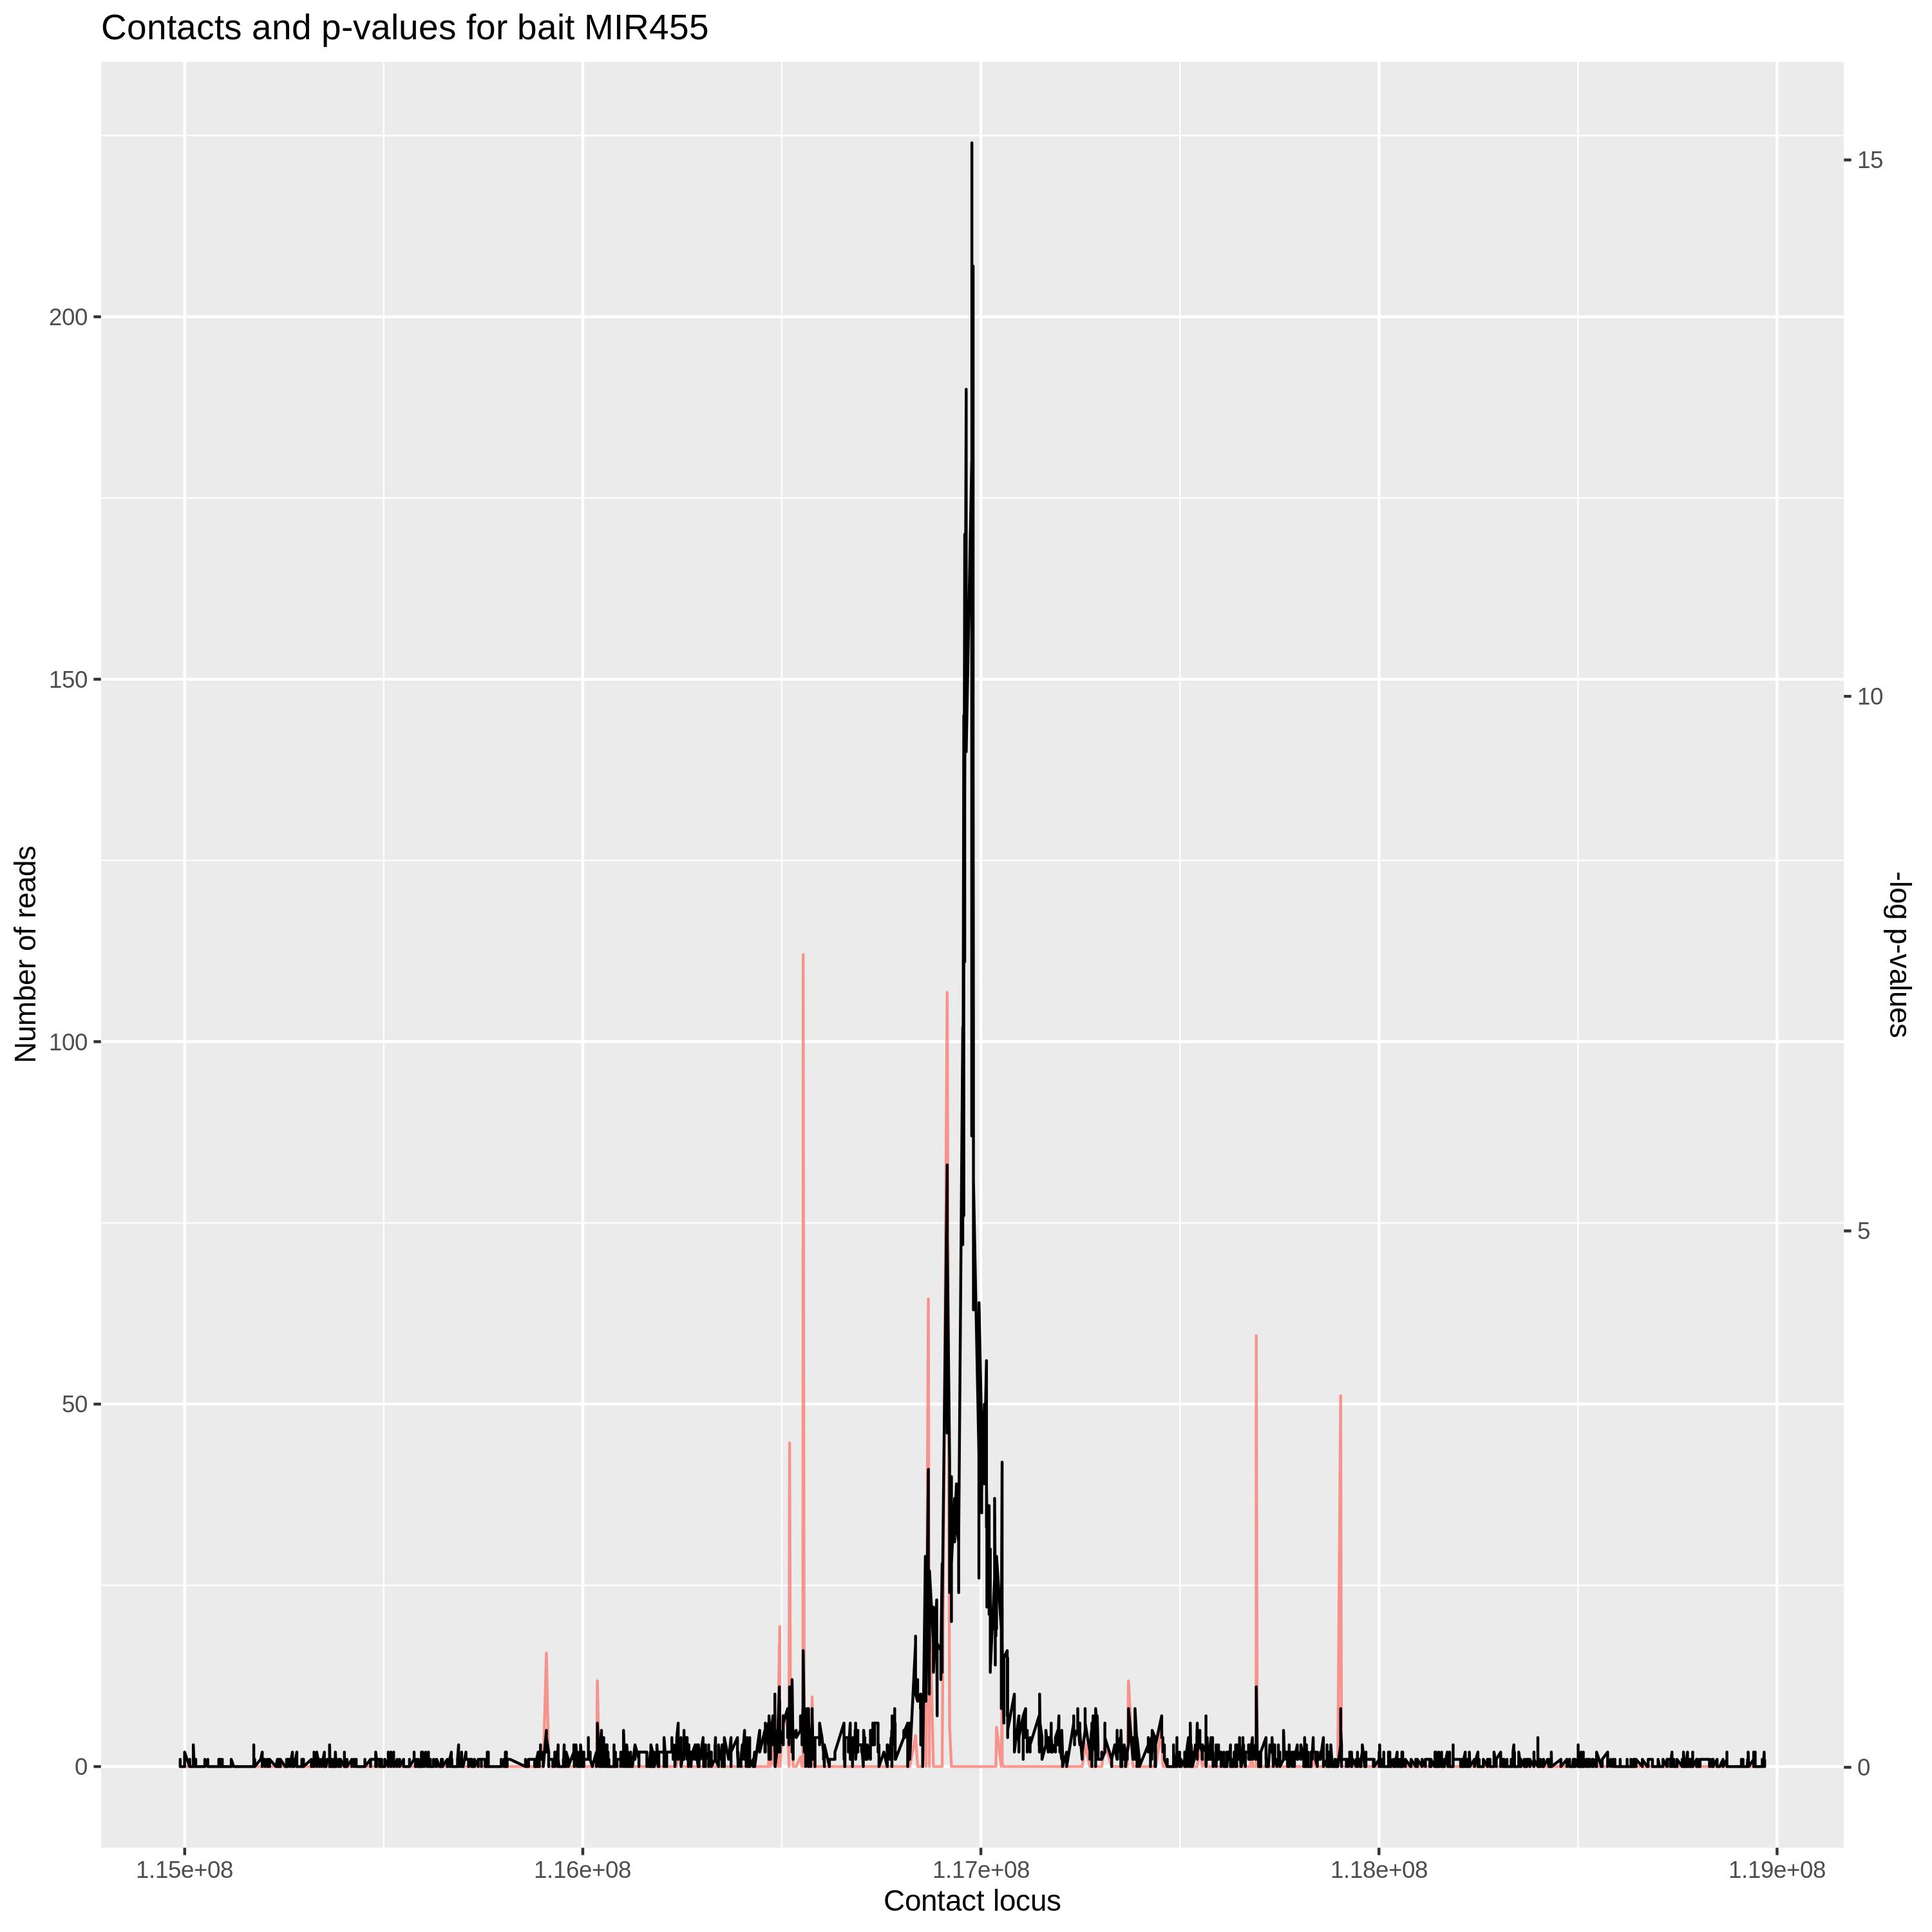 Contacts and p-values for bait MIR455
Number of reads
200
150
100
50
0
15
10
5
0
-log p-values
1.15e+08 1.16e+08 1.17e+08 1.18e+08 1.19e+08
Contact locus